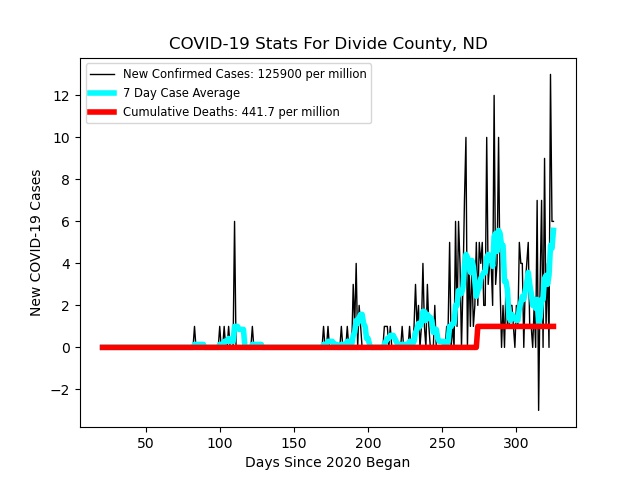 COVID-19 Stats For Divide County, ND
New Confirmed Cases: 125900 per million
7 Day Case Average
Cumulative Deaths: 441.7 per million
New COVID-19 Cases
12
10
8
6
4
2
0
−2
50 100 150 200 250 300
Days Since 2020 Began